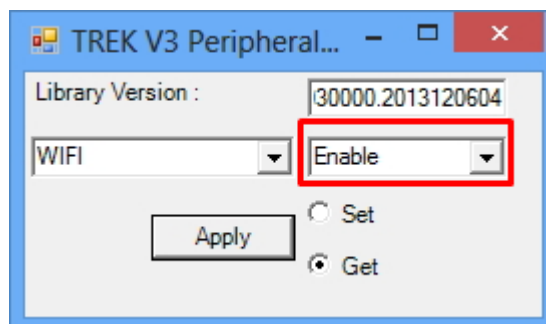 TREK V3 Peripheral...
Library Version :
30000.2013120604
WIFI
Enable
Apply
Set
Get